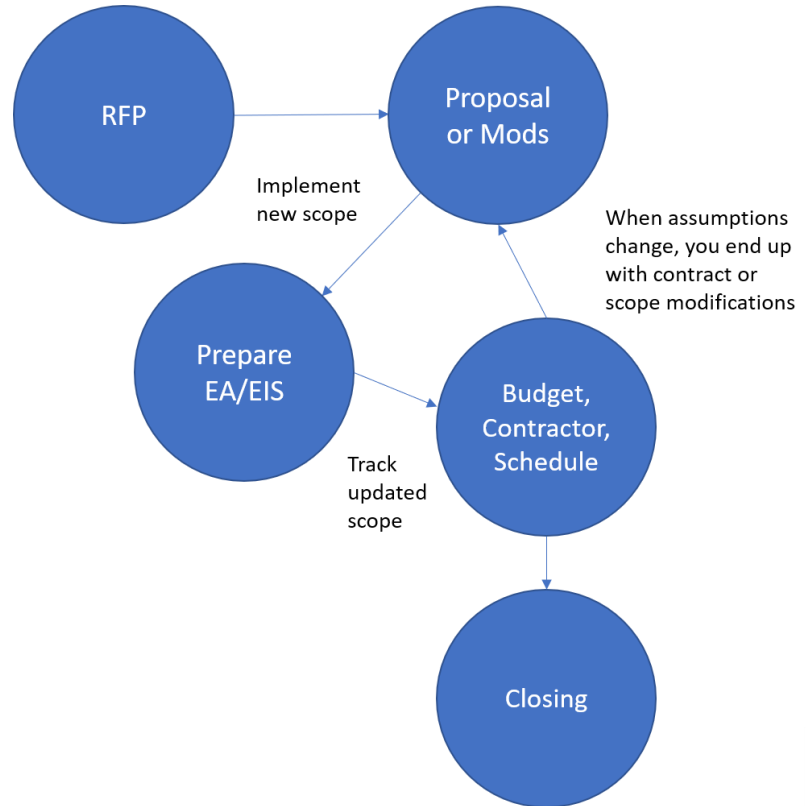 RFP
Proposal
or Mods
Implement
new scope
When assumptions
change, you end up
with contract or
scope modifications
Prepare
EA/EIS
Budget,
Contractor,
Schedule
Track
updated
scope
Closing